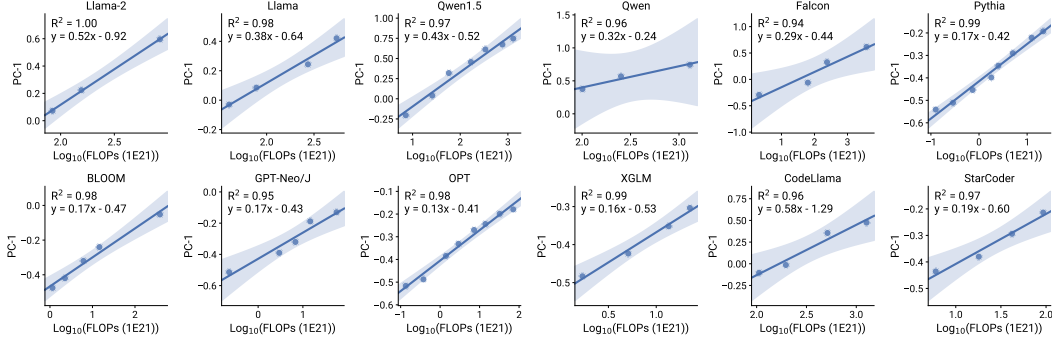 Llama-2
R² = 1.00
y = 0.52x - 0.92
PC-1
0.6
0.4
0.2
0.0
2.0 2.5
Log₁₀(FLOPs (1E21))
Llama
R² = 0.98
y = 0.38x - 0.64
PC-1
0.4
0.2
0.0
−0.2
2.0 2.5
Log₁₀(FLOPs (1E21))
Qwen1.5
R² = 0.97
y = 0.43x - 0.52
PC-1
1.00
0.75
0.50
0.25
0.00
−0.25
1 2 3
Log₁₀(FLOPs (1E21))
Qwen
R² = 0.96
y = 0.32x - 0.24
PC-1
1.5
1.0
0.5
0.0
2.0 2.5 3.0
Log₁₀(FLOPs (1E21))
Falcon
R² = 0.94
y = 0.29x - 0.44
PC-1
1.0
0.5
0.0
−0.5
−1.0
1 2 3
Log₁₀(FLOPs (1E21))
Pythia
R² = 0.99
y = 0.17x - 0.42
PC-1
−0.2
−0.3
−0.4
−0.5
−0.6
−1 0 1
Log₁₀(FLOPs (1E21))
BLOOM
R² = 0.98
y = 0.17x - 0.47
PC-1
0.0
−0.2
−0.4
0 1 2
Log₁₀(FLOPs (1E21))
GPT-Neo/J
R² = 0.95
y = 0.17x - 0.43
PC-1
0.0
−0.2
−0.4
−0.6
0 1
Log₁₀(FLOPs (1E21))
OPT
R² = 0.98
y = 0.13x - 0.41
PC-1
−0.1
−0.2
−0.3
−0.4
−0.5
−0.6
−1 0 1 2
Log₁₀(FLOPs (1E21))
XGLM
R² = 0.99
y = 0.16x - 0.53
PC-1
−0.3
−0.4
−0.5
0.5 1.0
Log₁₀(FLOPs (1E21))
CodeLlama
R² = 0.96
y = 0.58x - 1.29
PC-1
0.75
0.50
0.25
0.00
−0.25
2.0 2.5 3.0
Log₁₀(FLOPs (1E21))
StarCoder
R² = 0.97
y = 0.19x - 0.60
PC-1
−0.2
−0.3
−0.4
−0.5
1.0 1.5 2.0
Log₁₀(FLOPs (1E21))